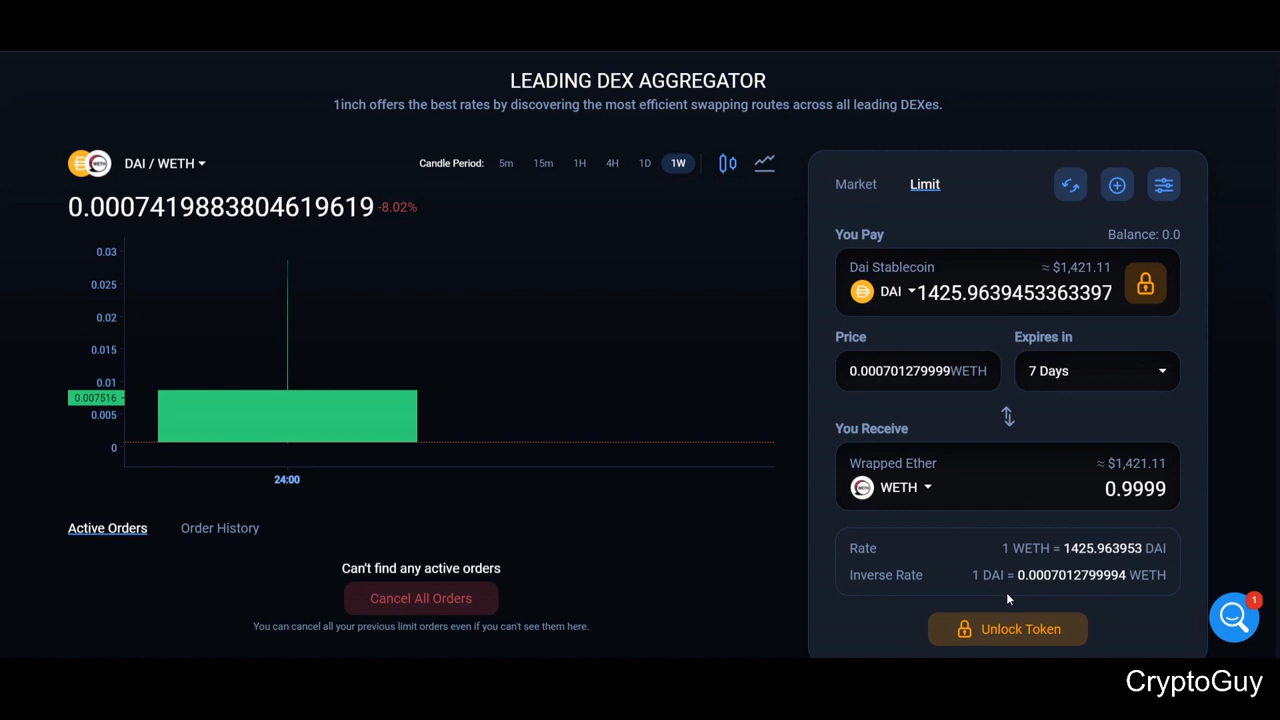 LEADING DEX AGGREGATOR
1inch offers the best rates by discovering the most efficient swapping routes across all leading DEXes.
DAI / WETH
Candle Period: 5m 15m 1H 4H 1D 1W
0.0007419883804619619 -8.02%
0.03
0.025
0.02
0.015
0.01
0.007516
0.005
0
24:00
Active Orders Order History
Can't find any active orders
Cancel All Orders
You can cancel all your previous limit orders even if you can't see them here.
Market Limit
You Pay Balance: 0.0
Dai Stablecoin ≈ $1,421.11
DAI 1425.9639453363397
Price Expires in
0.000701279999WETH 7 Days
You Receive
Wrapped Ether ≈ $1,421.11
WETH 0.9999
Rate 1 WETH = 1425.963953 DAI
Inverse Rate 1 DAI = 0.0007012799994 WETH
Unlock Token
1
CryptoGuy